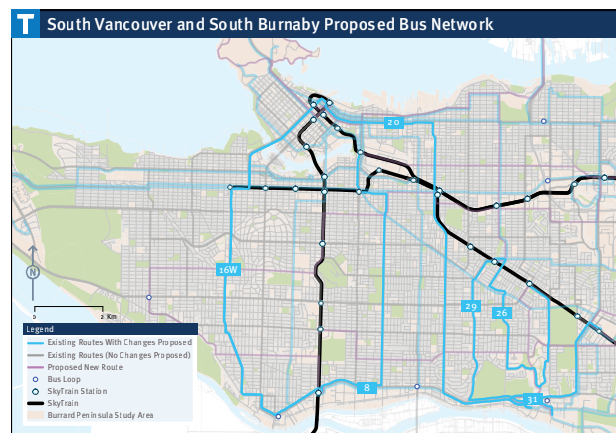 T South Vancouver and South Burnaby Proposed Bus Network
20
16W
29
26
8
31
N
0 2 Km
Legend
Existing Routes With Changes Proposed
Existing Routes (No Changes Proposed)
Proposed New Route
Bus Loop
SkyTrain Station
SkyTrain
Burrard Peninsula Study Area